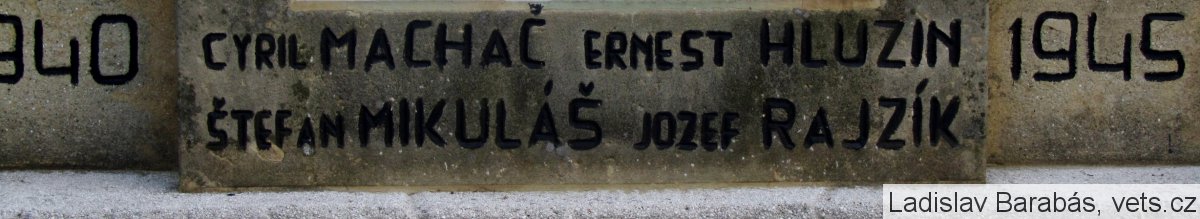 940 CYRIL MACHAČ ERNEST HLUZIN 1945
ŠTEFAN MIKULÁŠ JOZEF RAJZÍK
Ladislav Barabás, vets.cz